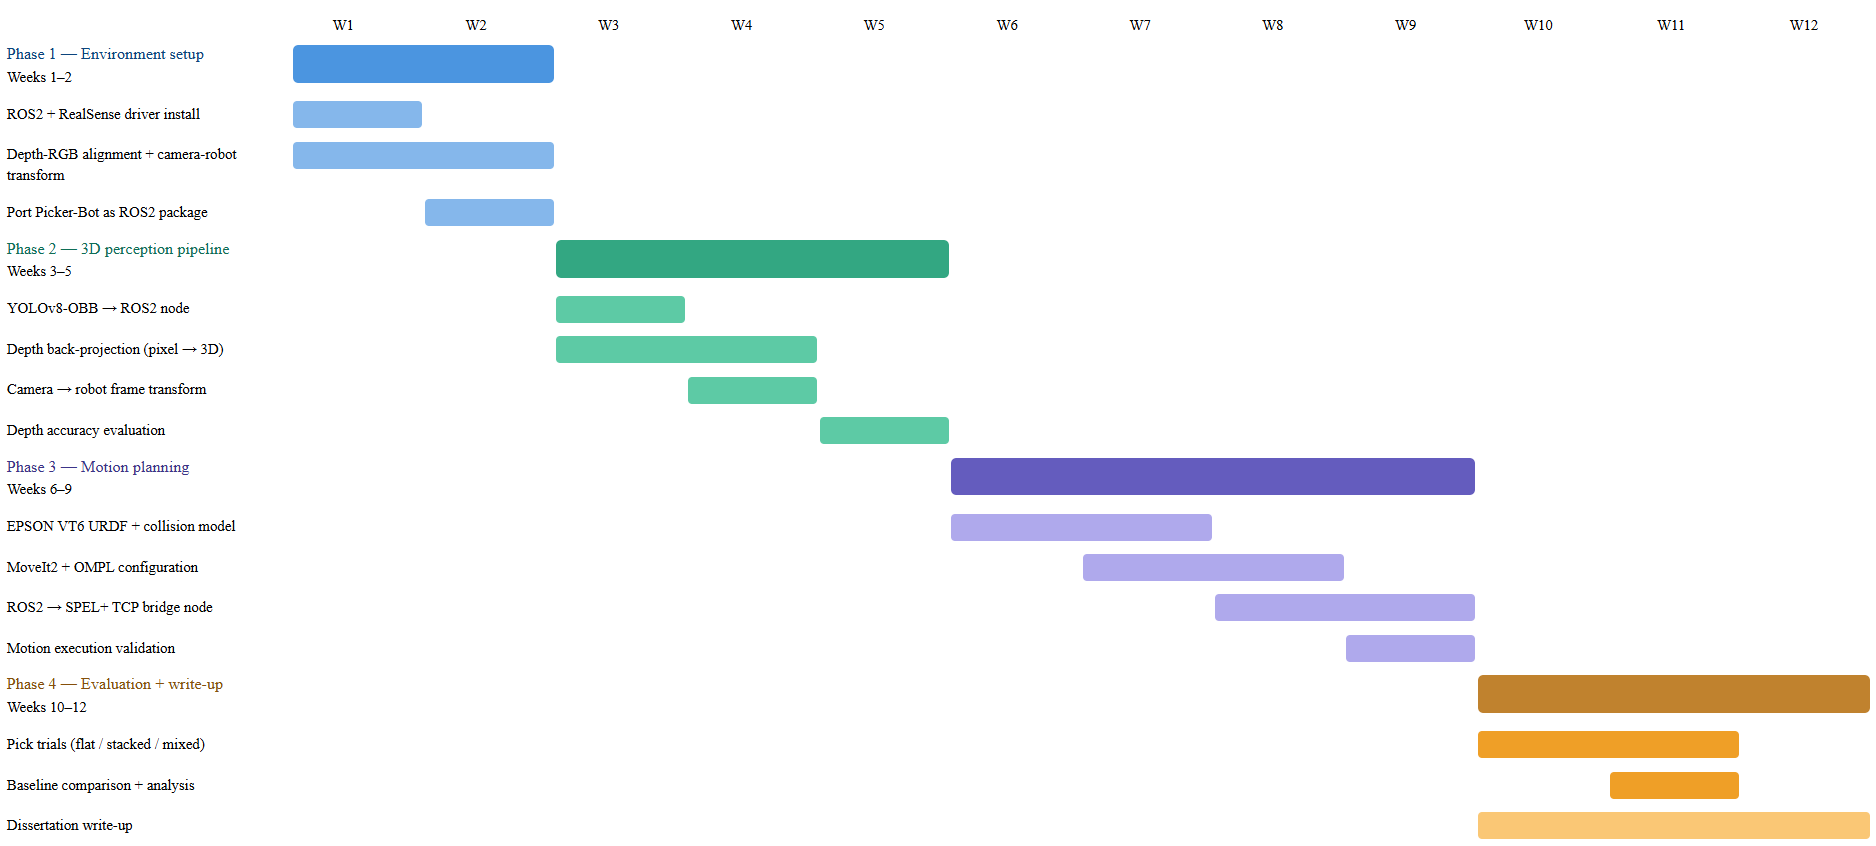 W1 W2 W3 W4 W5 W6 W7 W8 W9 W10 W11 W12
Phase 1 — Environment setup
Weeks 1–2
ROS2 + RealSense driver install
Depth-RGB alignment + camera-robot
transform
Port Picker-Bot as ROS2 package
Phase 2 — 3D perception pipeline
Weeks 3–5
YOLOv8-OBB → ROS2 node
Depth back-projection (pixel → 3D)
Camera → robot frame transform
Depth accuracy evaluation
Phase 3 — Motion planning
Weeks 6–9
EPSON VT6 URDF + collision model
MoveIt2 + OMPL configuration
ROS2 → SPEL+ TCP bridge node
Motion execution validation
Phase 4 — Evaluation + write-up
Weeks 10–12
Pick trials (flat / stacked / mixed)
Baseline comparison + analysis
Dissertation write-up